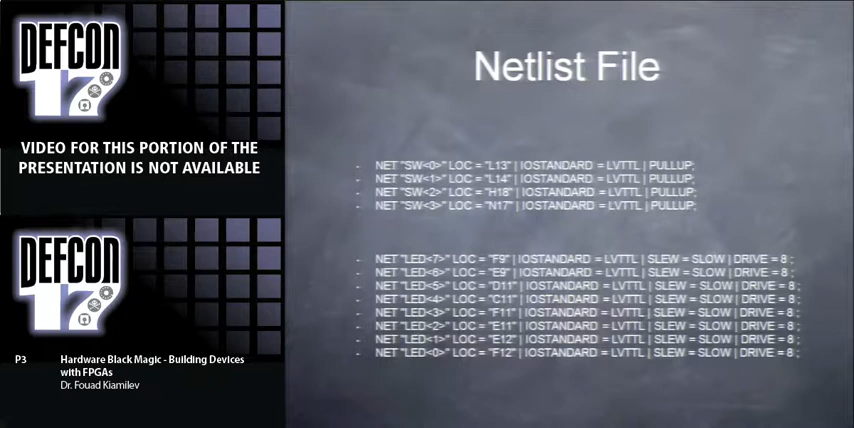 DEFCON
17
VIDEO FOR THIS PORTION OF THE
PRESENTATION IS NOT AVAILABLE
DEFCON
17
P3 Hardware Black Magic - Building Devices
with FPGAs
Dr. Fouad Kiamilev
Netlist File
- NET "SW<0>" LOC = "L13" | IOSTANDARD = LVTTL | PULLUP;
- NET "SW<1>" LOC = "L14" | IOSTANDARD = LVTTL | PULLUP;
- NET "SW<2>" LOC = "H18" | IOSTANDARD = LVTTL | PULLUP;
- NET "SW<3>" LOC = "N17" | IOSTANDARD = LVTTL | PULLUP;
- NET "LED<7>" LOC = "F9" | IOSTANDARD = LVTTL | SLEW = SLOW | DRIVE = 8 ;
- NET "LED<6>" LOC = "E9" | IOSTANDARD = LVTTL | SLEW = SLOW | DRIVE = 8 ;
- NET "LED<5>" LOC = "D11" | IOSTANDARD = LVTTL | SLEW = SLOW | DRIVE = 8 ;
- NET "LED<4>" LOC = "C11" | IOSTANDARD = LVTTL | SLEW = SLOW | DRIVE = 8 ;
- NET "LED<3>" LOC = "F11" | IOSTANDARD = LVTTL | SLEW = SLOW | DRIVE = 8 ;
- NET "LED<2>" LOC = "E11" | IOSTANDARD = LVTTL | SLEW = SLOW | DRIVE = 8 ;
- NET "LED<1>" LOC = "E12" | IOSTANDARD = LVTTL | SLEW = SLOW | DRIVE = 8 ;
- NET "LED<0>" LOC = "F12" | IOSTANDARD = LVTTL | SLEW = SLOW | DRIVE = 8 ;